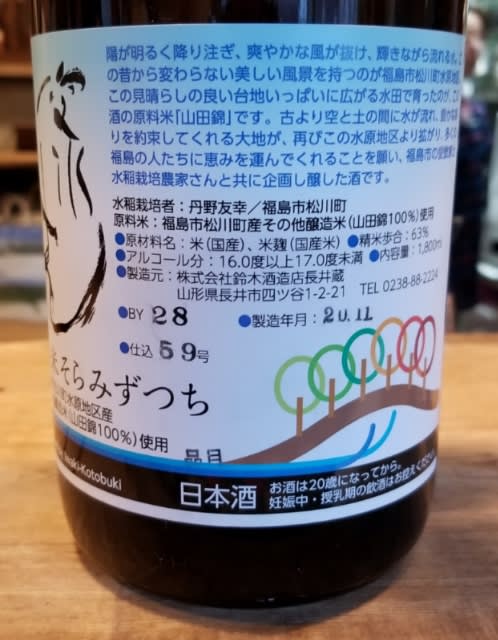 陽が明るく降り注ぎ、爽やかな風が抜け、輝きながら流れる水。
の昔から変わらない美しい風景を持つのが福島市松川町水原地区。
この見晴らしの良い台地いっぱいに広がる水田で育ったのが、
酒の原料米「山田錦」です。古より空と土の間に水が流れ、
りを約束してくれる大地が、再びこの水原地区より拡がり、
福島の人たちに恵みを運んでくれることを願い、福島市の
水稲栽培農家さんと共に企画し醸した酒です。
水稲栽培者：丹野友幸／福島市松川町
原料米：福島市松川町産その他醸造米(山田錦100%)使用
●原材料名：米(国産)、米麹(国産米) ●精米歩合：63%
●アルコール分：16.0度以上17.0度未満 ●内容量：1,800ml
●製造元：株式会社鈴木酒造店長井蔵
山形県長井市四ツ谷1-2-21 TEL 0238-88-2224
●BY 28 ●製造年月：20.11
●仕込 59号
そらみずつち
水原地区産
(山田錦100%)使用
品目
Iwaki-Kotobuki
日本酒
お酒は20歳になってから。
妊娠中・授乳期の飲酒はお控えください